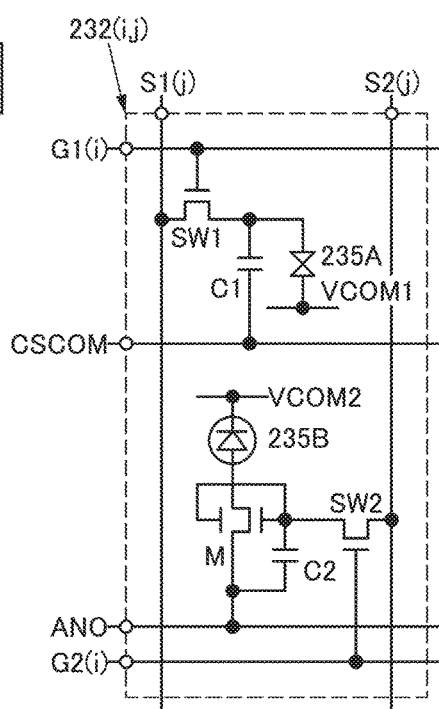 232(i,j)
S1(j) S2(j)
G1(i)
SW1
235A
C1
VCOM1
CSCOM
VCOM2
235B
SW2
M
C2
ANO
G2(i)